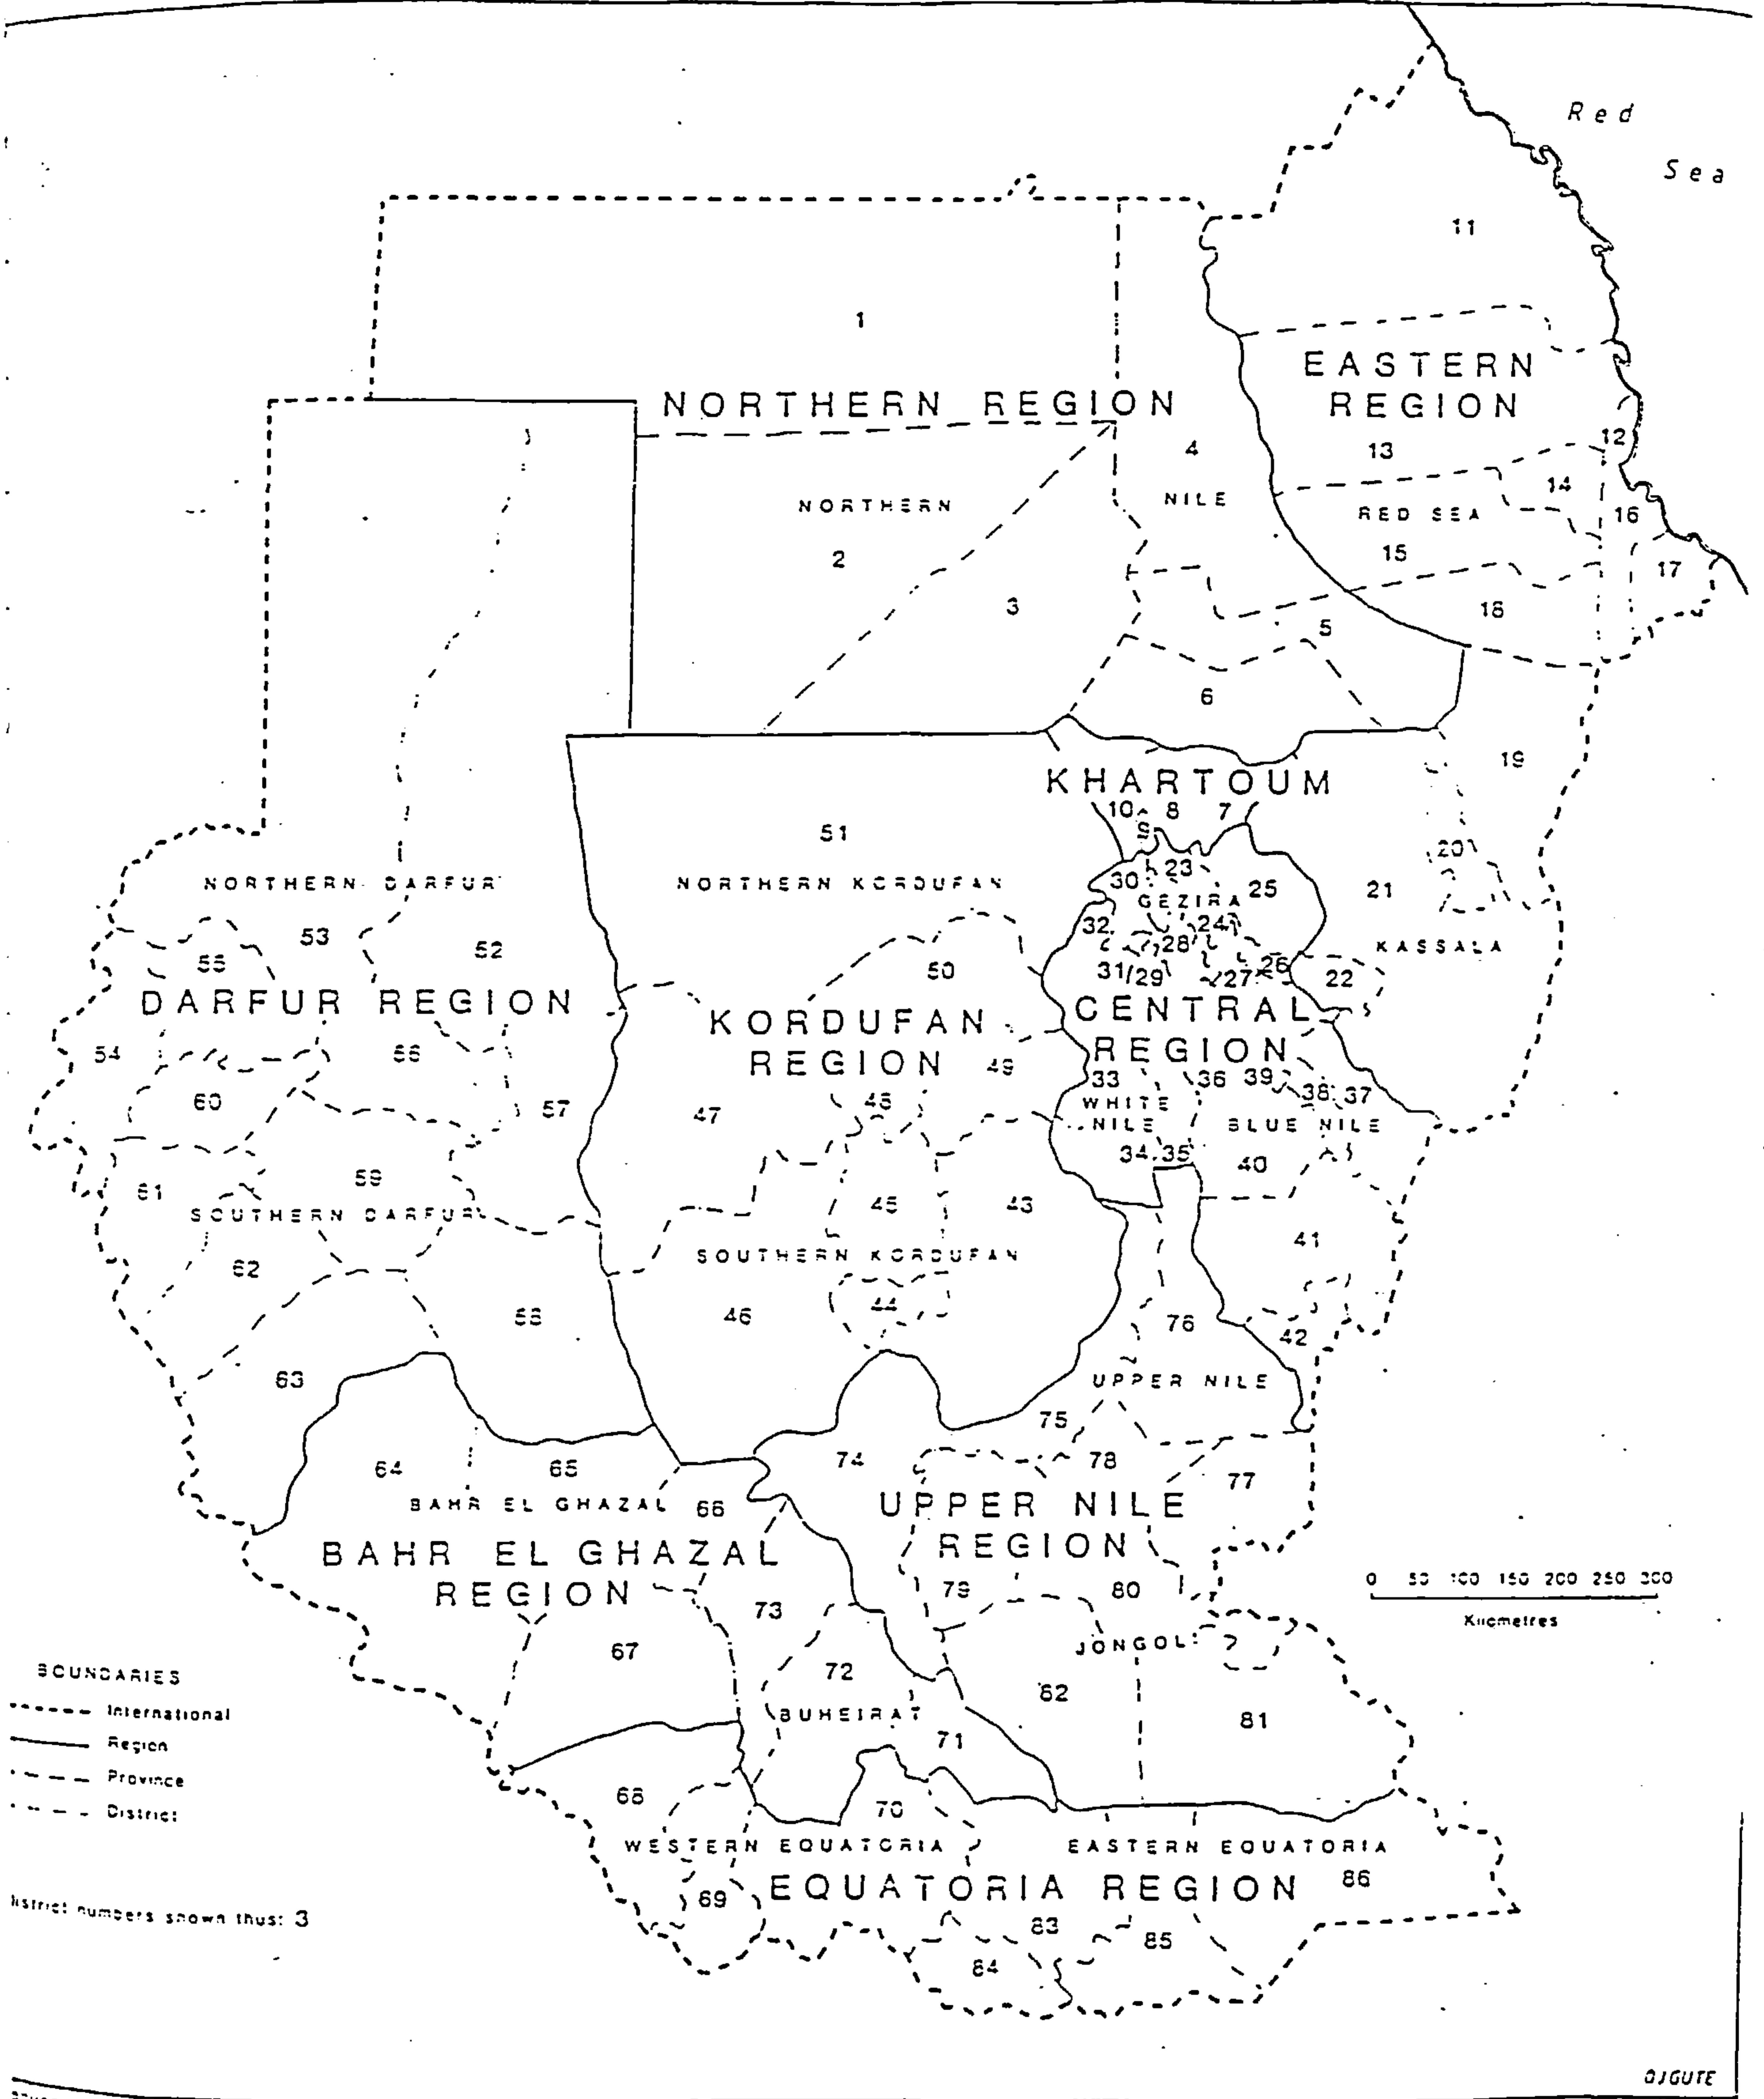 Red
Sea
11
1
EASTERN
REGION
NORTHERN REGION
12
4
13
14
NORTHERN
NILE
RED SEA
16
2
15
17
3
18
5
6
19
KHARTOUM
10 8 7
9
51
20
23
30
NORTHERN DARFUR
NORTHERN KORDUFAN
25
21
GEZIRA
32
24
53
28
KASSALA
52
55
50
31 29 27 26 22
DARFUR REGION
CENTRAL
KORDUFAN
REGION
54
56
REGION
49
33 36 39
38 37
60
57
47
48
WHITE
NILE
BLUE NILE
34 35
40
59
61
45
43
SOUTHERN DARFUR
41
SOUTHERN KORDUFAN
62
44
58
46
76
42
63
UPPER NILE
75
74
78
64
65
77
BAHR EL GHAZAL
66
UPPER NILE
REGION
BAHR EL GHAZAL
REGION
79
80
73
0 50 100 150 200 250 300
Kilometres
JONGOLI
67
72
BOUNDARIES
International
82
BUHEIRAT
81
Region
71
Province
68
District
70
WESTERN EQUATORIA
EASTERN EQUATORIA
EQUATORIA REGION
86
69
District numbers shown thus: 3
83
85
84